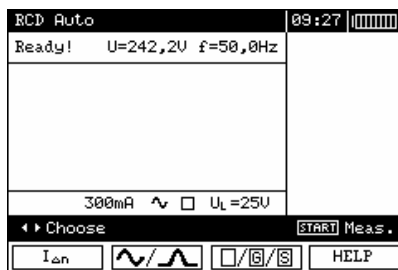 RCD Auto 09:27
Ready! U=242,2V f=50,0Hz
300mA ∿ □ UL=25V
Choose START Meas.
IΔn / □/G/S HELP